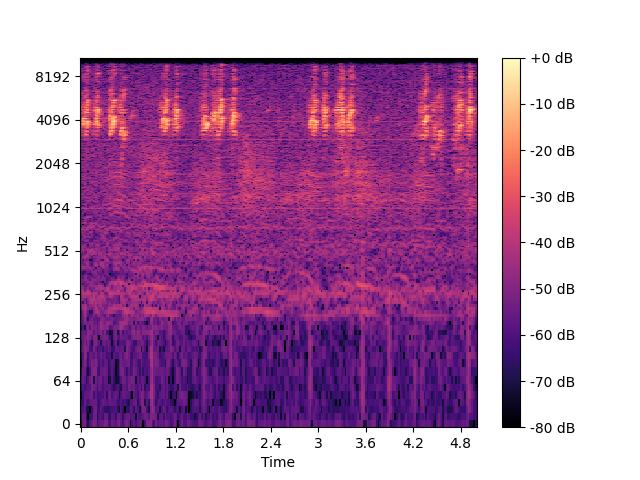 8192
4096
2048
1024
512
256
128
64
0
Hz
0 0.6 1.2 1.8 2.4 3 3.6 4.2 4.8
Time
+0 dB
-10 dB
-20 dB
-30 dB
-40 dB
-50 dB
-60 dB
-70 dB
-80 dB